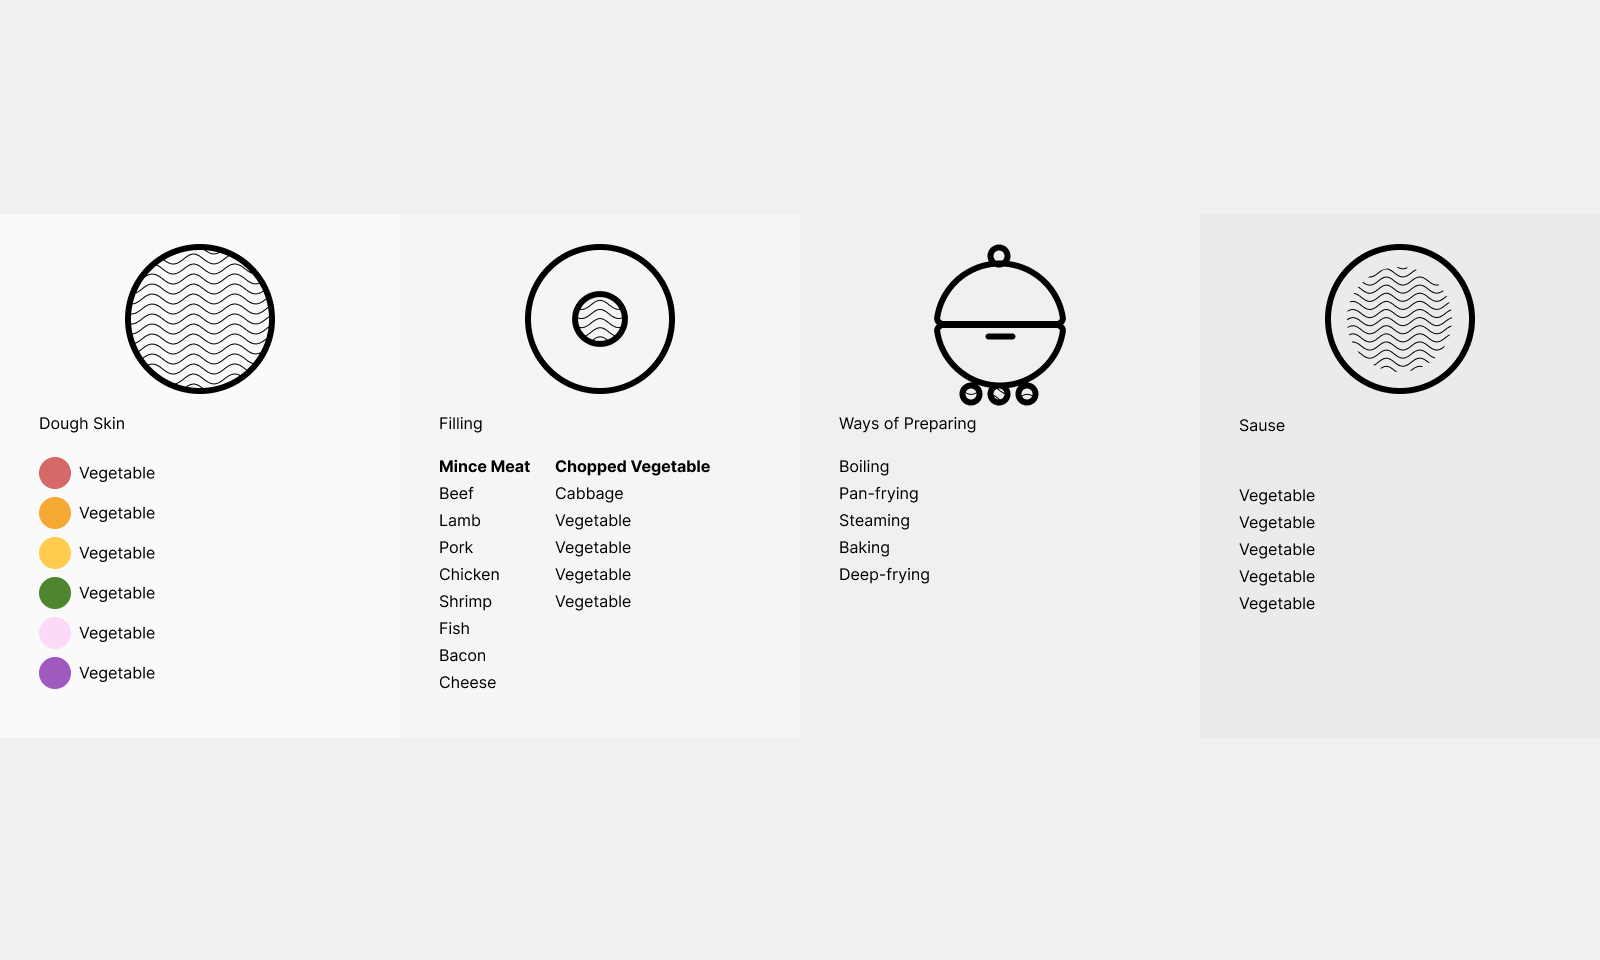 Dough Skin
Vegetable
Vegetable
Vegetable
Vegetable
Vegetable
Vegetable
Filling
Mince Meat Chopped Vegetable
Beef Cabbage
Lamb Vegetable
Pork Vegetable
Chicken Vegetable
Shrimp Vegetable
Fish
Bacon
Cheese
Ways of Preparing
Boiling
Pan-frying
Steaming
Baking
Deep-frying
Sause
Vegetable
Vegetable
Vegetable
Vegetable
Vegetable